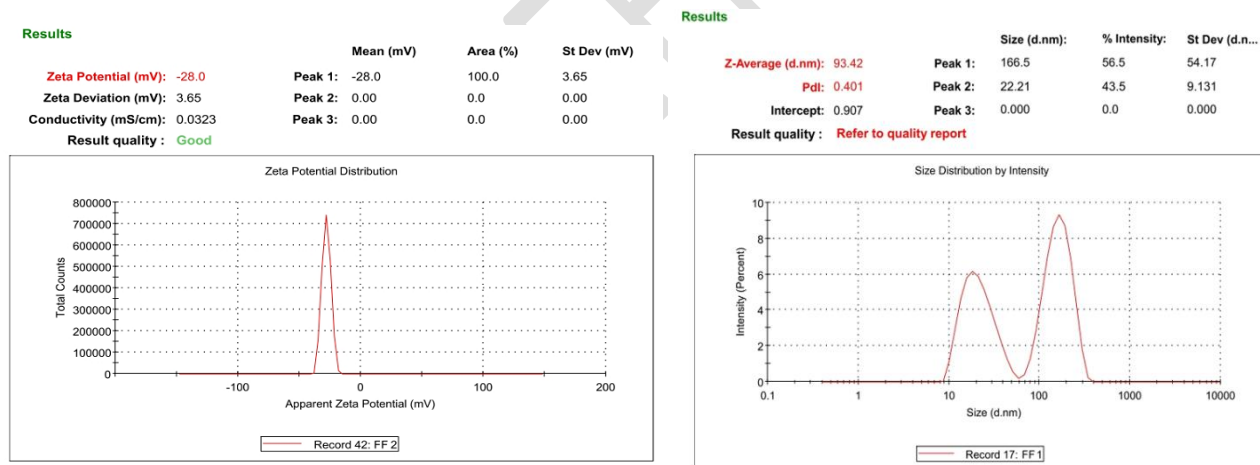 Results
Mean (mV) Area (%) St Dev (mV)
Zeta Potential (mV): -28.0 Peak 1: -28.0 100.0 3.65
Zeta Deviation (mV): 3.65 Peak 2: 0.00 0.0 0.00
Conductivity (mS/cm): 0.0323 Peak 3: 0.00 0.0 0.00
Result quality : Good
Zeta Potential Distribution
800000
700000
600000
500000
400000
300000
200000
100000
0
Total Counts
-100 0 100 200
Apparent Zeta Potential (mV)
Record 42: FF 2
Results
Size (d.nm): % Intensity: St Dev (d.n...
Z-Average (d.nm): 93.42 Peak 1: 166.5 56.5 54.17
PdI: 0.401 Peak 2: 22.21 43.5 9.131
Intercept: 0.907 Peak 3: 0.000 0.0 0.000
Result quality : Refer to quality report
Size Distribution by Intensity
10
8
6
4
2
0
Intensity (Percent)
0.1 1 10 100 1000 10000
Size (d.nm)
Record 17: FF 1